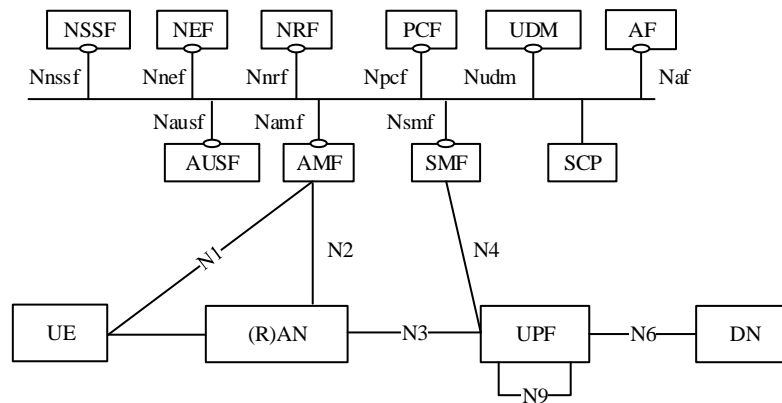 NSSF NEF NRF PCF UDM AF
Nnssf Nnef Nnrf Npcf Nudm Naf
Nausf Namf Nsmf
AUSF AMF SMF SCP
N1 N2 N4
UE (R)AN N3 UPF N6 DN
N9